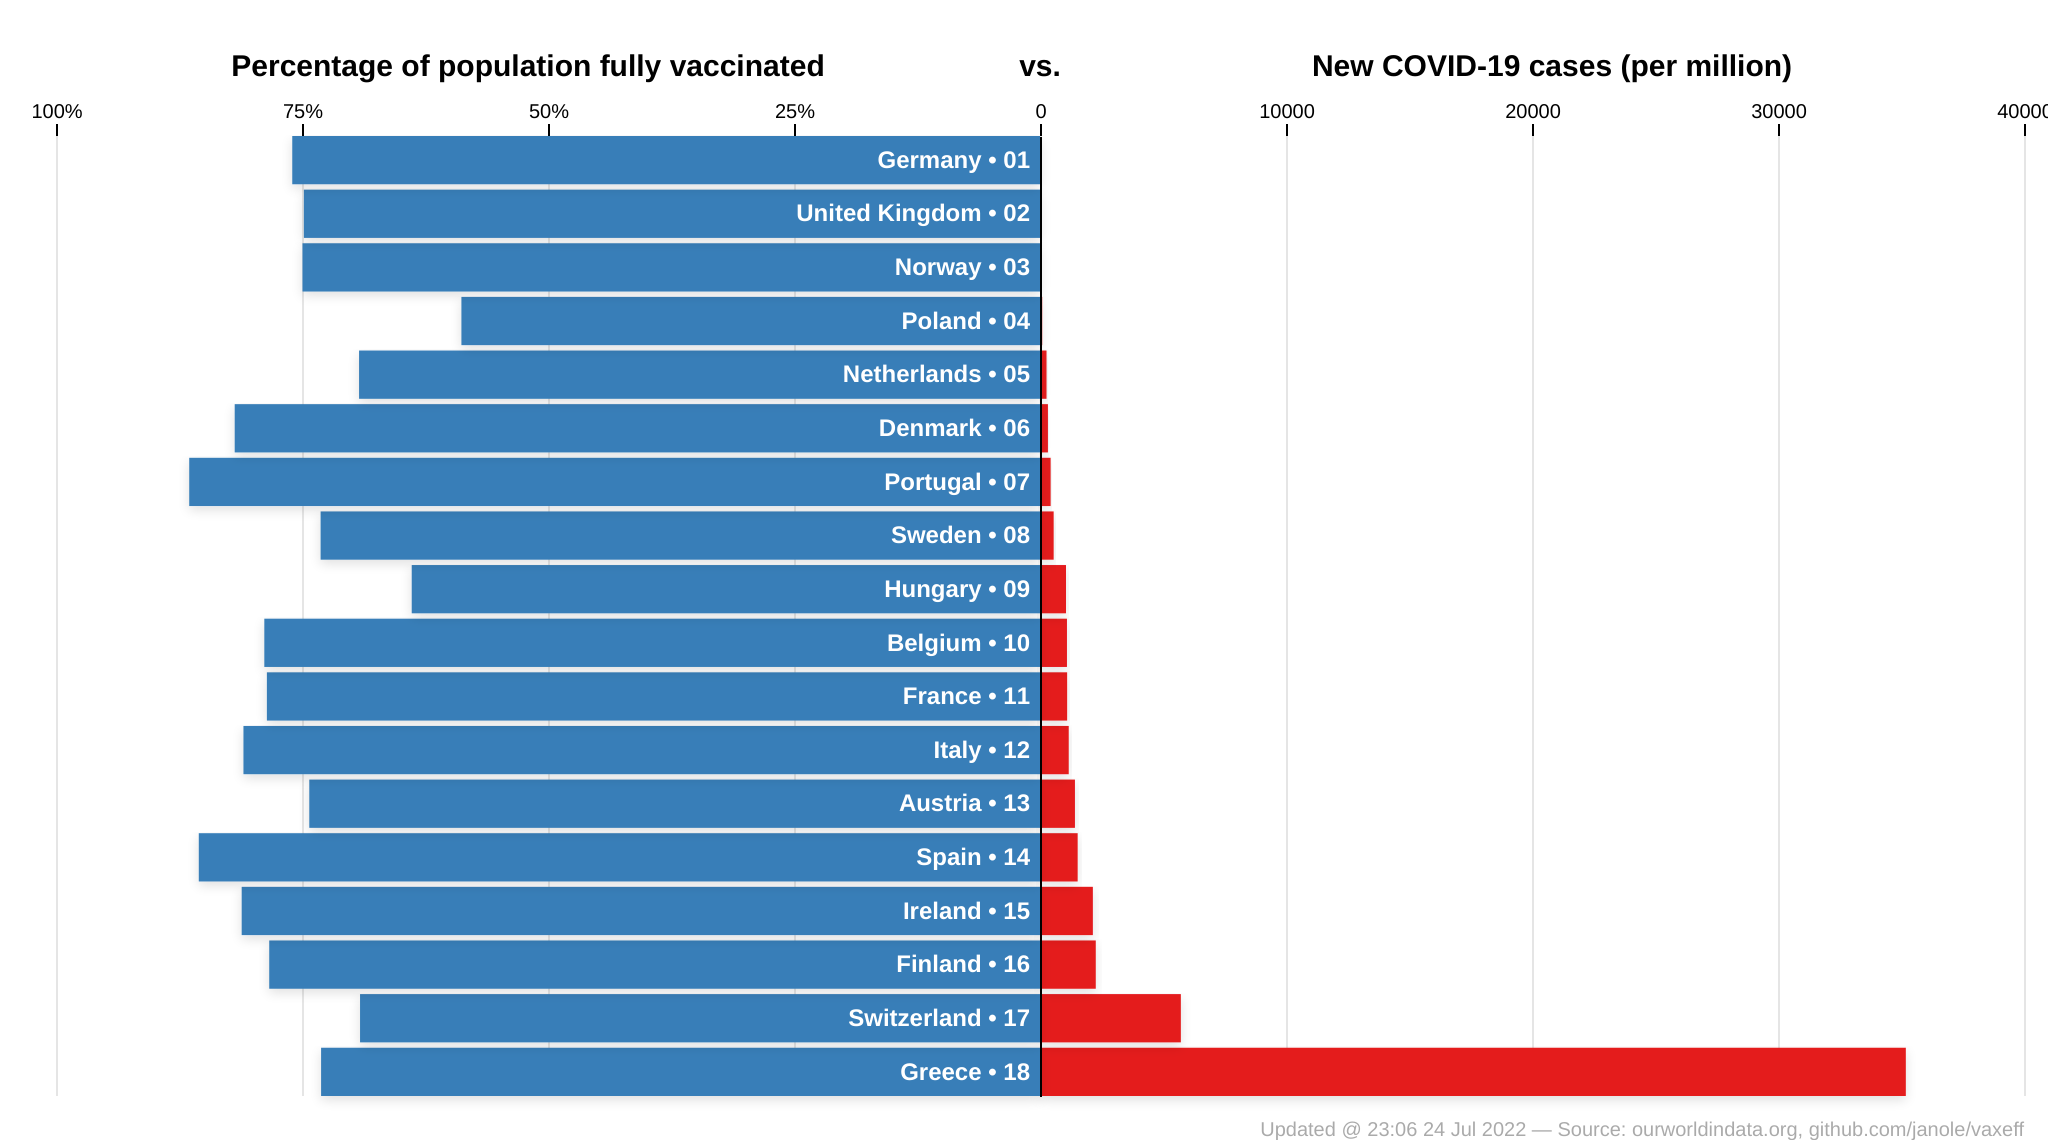 Percentage of population fully vaccinated vs. New COVID-19 cases (per million)
100% 75% 50% 25% 0 10000 20000 30000 40000
Germany • 01
United Kingdom • 02
Norway • 03
Poland • 04
Netherlands • 05
Denmark • 06
Portugal • 07
Sweden • 08
Hungary • 09
Belgium • 10
France • 11
Italy • 12
Austria • 13
Spain • 14
Ireland • 15
Finland • 16
Switzerland • 17
Greece • 18
Updated @ 23:06 24 Jul 2022 — Source: ourworldindata.org, github.com/janole/vaxeff